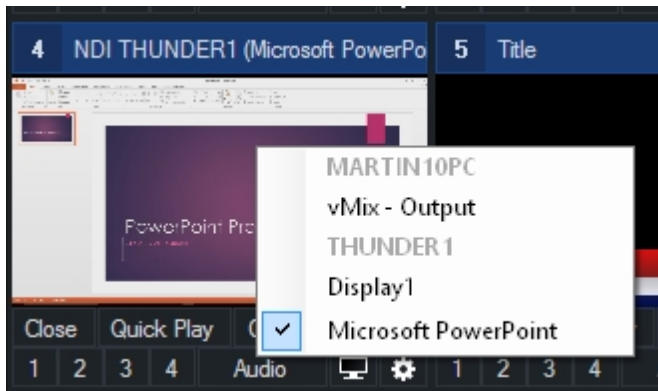 4 NDI THUNDER1 (Microsoft PowerPo
5 Title
MARTIN10PC
vMix - Output
THUNDER1
Display1
Microsoft PowerPoint
PowerPoint Pre
Close Quick Play
1 2 3 4 Audio
1 2 3 4